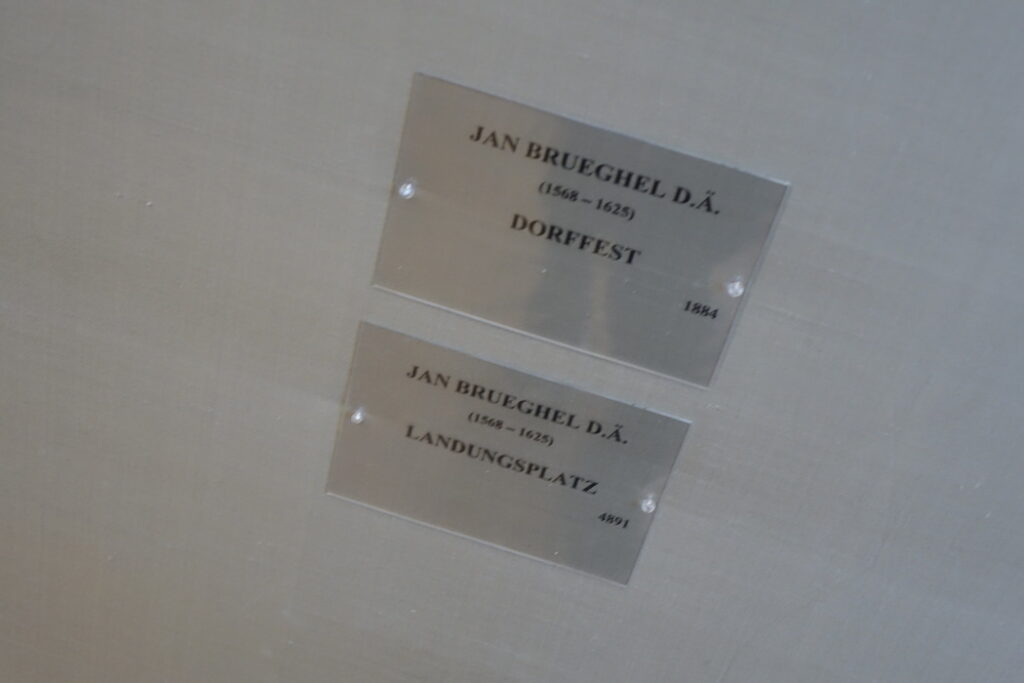 JAN BRUEGHEL D.Ä.
(1568 – 1625)
DORFFEST
1884
JAN BRUEGHEL D.Ä.
(1568 – 1625)
LANDUNGSPLATZ
4891